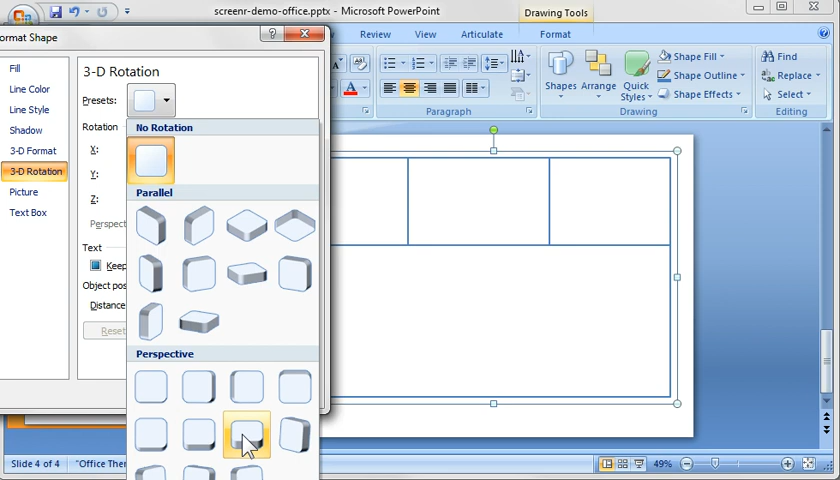 screenr-demo-office.pptx - Microsoft PowerPoint
Drawing Tools
Format Shape
Review
View
Articulate
Format
Fill
Line Color
Line Style
Shadow
3-D Format
3-D Rotation
Picture
Text Box
3-D Rotation
Presets:
Rotation
X:
Y:
Z:
Perspect
Text
Keep
Object pos
Distance
Reset
No Rotation
Parallel
Perspective
Shapes
Arrange
Quick
Styles
Shape Fill
Shape Outline
Shape Effects
Find
Replace
Select
Paragraph
Drawing
Editing
Slide 4 of 4
"Office Them
49%